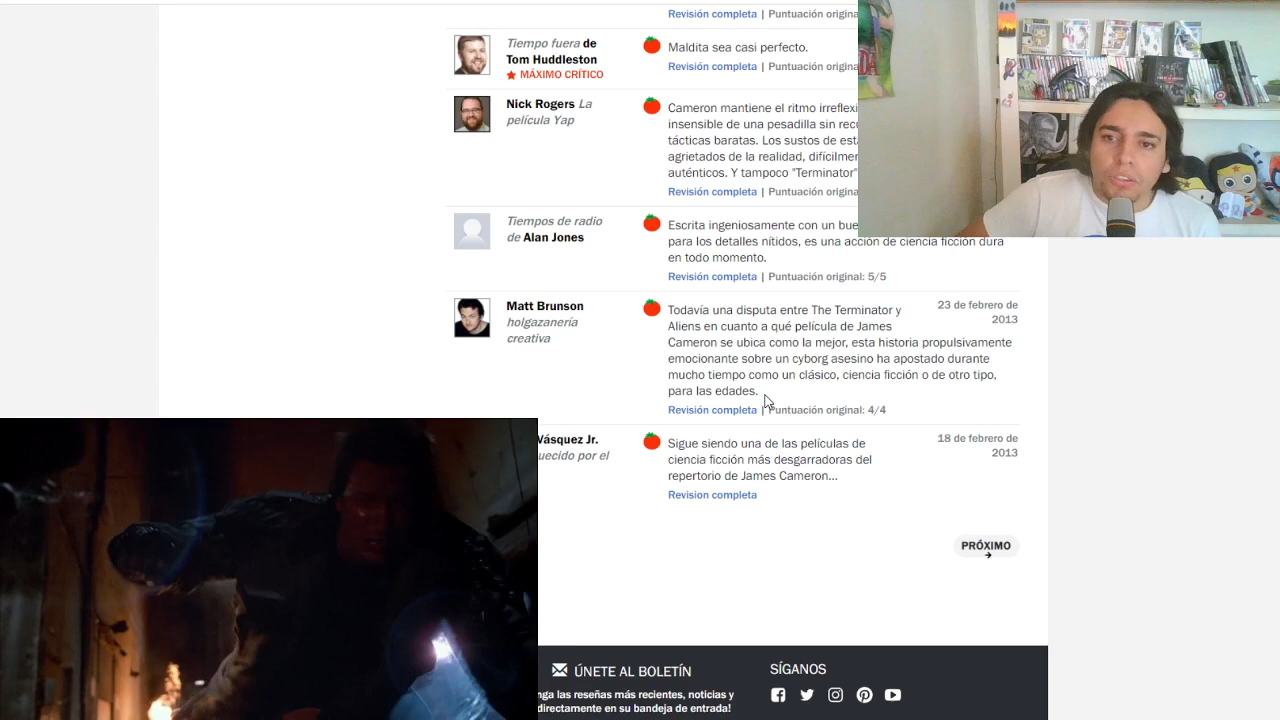 Revisión completa | Puntuación origina
Tiempo fuera de
Tom Huddleston
MÁXIMO CRÍTICO
Maldita sea casi perfecto.
Revisión completa | Puntuación origina
Nick Rogers La
película Yap
Cameron mantiene el ritmo irreflexi
insensible de una pesadilla sin recu
tácticas baratas. Los sustos de esta
agrietados de la realidad, difícilmer
auténticos. Y tampoco "Terminator"
Revisión completa | Puntuación origina
Tiempos de radio
de Alan Jones
Escrita ingeniosamente con un bue
para los detalles nítidos, es una acción de ciencia ficción dura
en todo momento.
Revisión completa | Puntuación original: 5/5
Matt Brunson
holgazanería
creativa
Todavía una disputa entre The Terminator y
Aliens en cuanto a qué película de James
Cameron se ubica como la mejor, esta historia propulsivamente
emocionante sobre un cyborg asesino ha apostado durante
mucho tiempo como un clásico, ciencia ficción o de otro tipo,
para las edades.
23 de febrero de
2013
Revisión completa | Puntuación original: 4/4
Vásquez Jr.
uecido por el
Sigue siendo una de las películas de
ciencia ficción más desgarradoras del
repertorio de James Cameron...
18 de febrero de
2013
Revision completa
PRÓXIMO
ÚNETE AL BOLETÍN
nga las reseñas más recientes, noticias y
directamente en su bandeja de entrada!
SÍGANOS